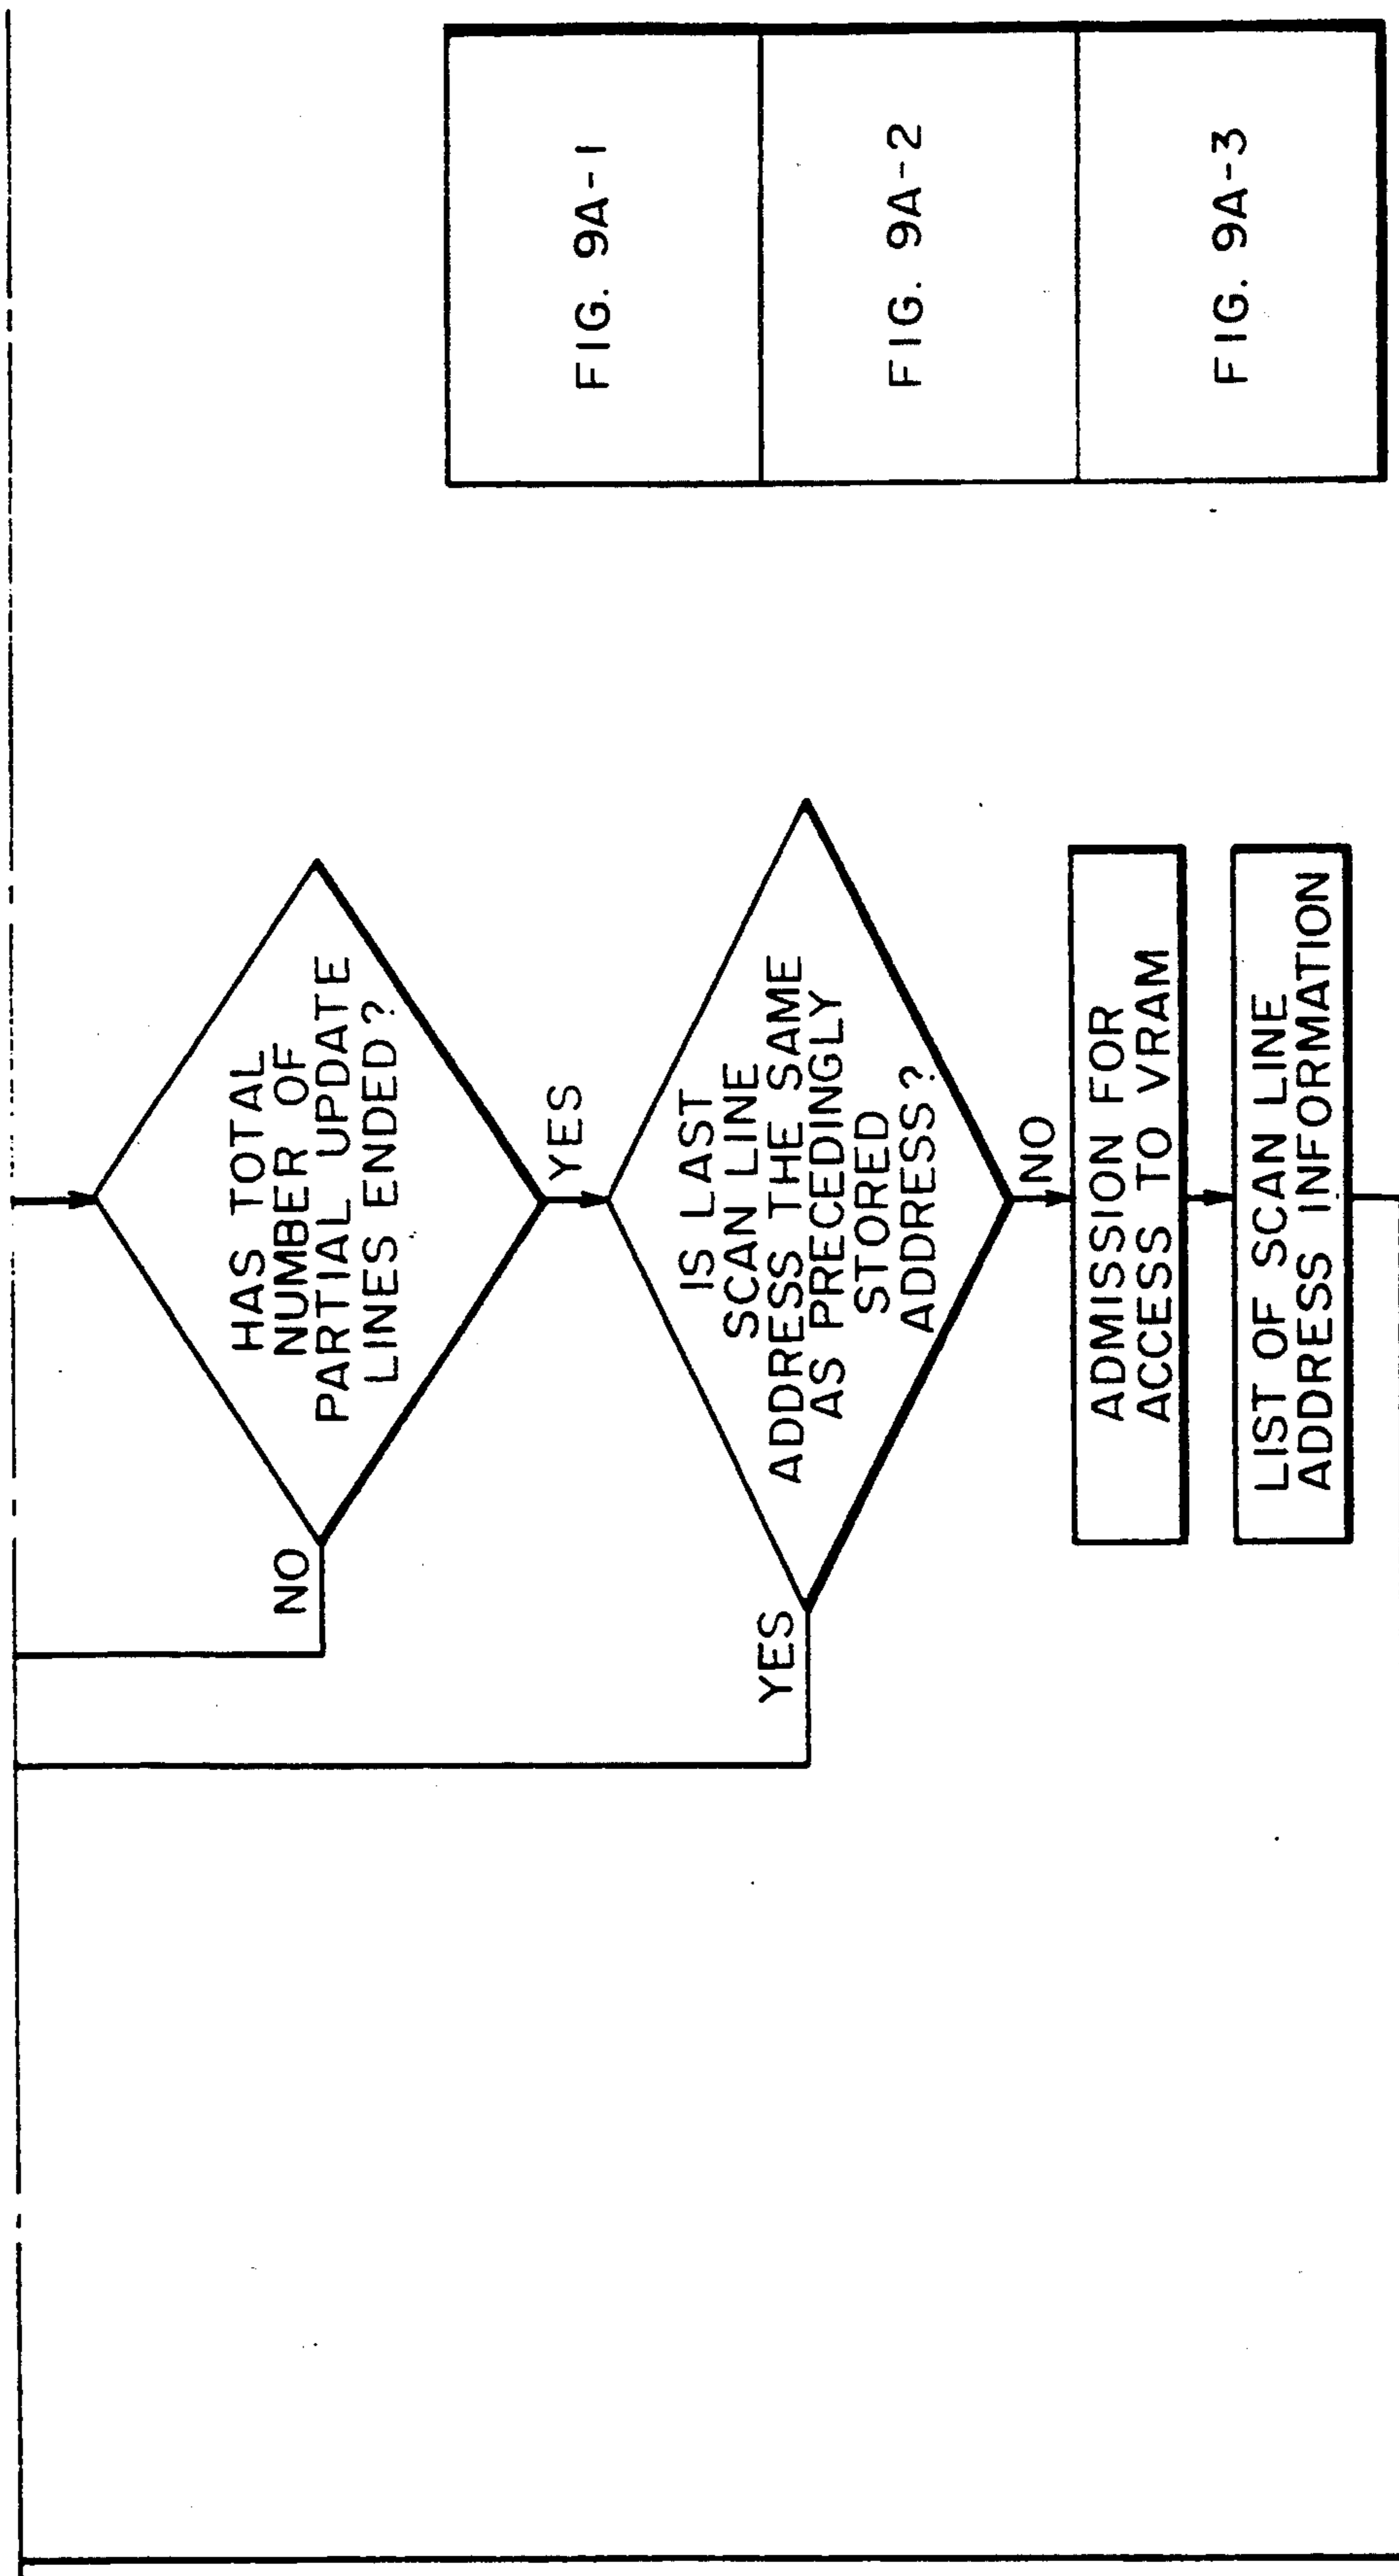 HAS TOTAL
NUMBER OF
PARTIAL UPDATE
LINES ENDED?
NO
YES
IS LAST
SCAN LINE
ADDRESS THE SAME
AS PRECEDINGLY
STORED
ADDRESS?
YES
NO
ADMISSION FOR
ACCESS TO VRAM
LIST OF SCAN LINE
ADDRESS INFORMATION
FIG. 9A-1
FIG. 9A-2
FIG. 9A-3